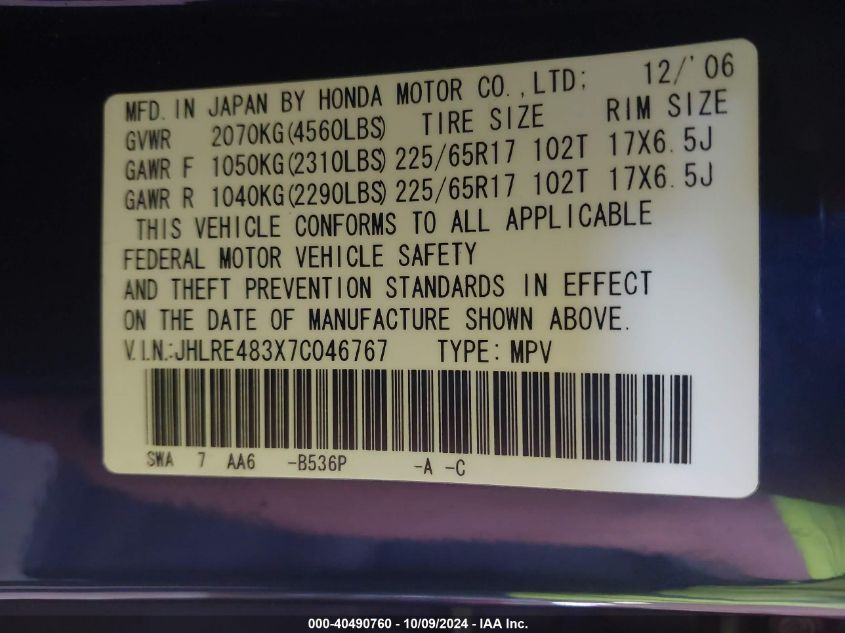 MFD. IN JAPAN BY HONDA MOTOR CO., LTD; 12/'06
GVWR 2070KG(4560LBS) TIRE SIZE RIM SIZE
GAWR F 1050KG(2310LBS) 225/65R17 102T 17X6.5J
GAWR R 1040KG(2290LBS) 225/65R17 102T 17X6.5J
THIS VEHICLE CONFORMS TO ALL APPLICABLE
FEDERAL MOTOR VEHICLE SAFETY
AND THEFT PREVENTION STANDARDS IN EFFECT
ON THE DATE OF MANUFACTURE SHOWN ABOVE.
V.I.N.:JHLRE483X7C046767 TYPE: MPV
SWA 7 AA6 -B536P -A -C
000-40490760 - 10/09/2024 - IAA Inc.